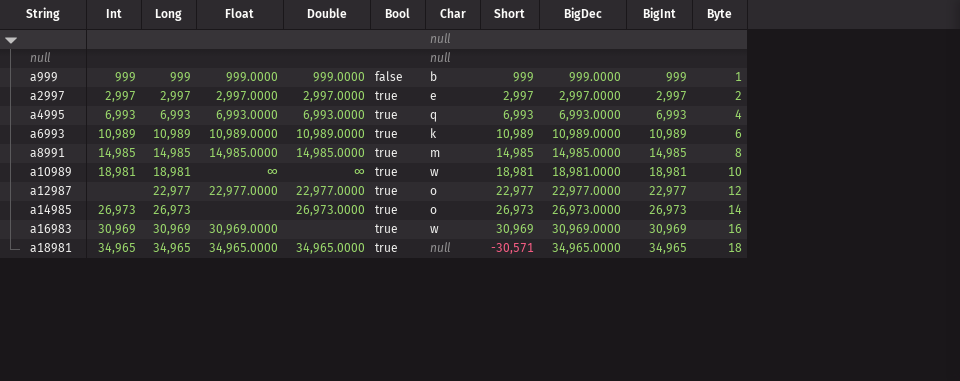 String Int Long Float Double Bool Char Short BigDec BigInt Byte
null
null null
a999 999 999 999.0000 999.0000 false b 999 999.0000 999 1
a2997 2,997 2,997 2,997.0000 2,997.0000 true e 2,997 2,997.0000 2,997 2
a4995 6,993 6,993 6,993.0000 6,993.0000 true q 6,993 6,993.0000 6,993 4
a6993 10,989 10,989 10,989.0000 10,989.0000 true k 10,989 10,989.0000 10,989 6
a8991 14,985 14,985 14,985.0000 14,985.0000 true m 14,985 14,985.0000 14,985 8
a10989 18,981 18,981 ∞ ∞ true w 18,981 18,981.0000 18,981 10
a12987 22,977 22,977.0000 22,977.0000 true o 22,977 22,977.0000 22,977 12
a14985 26,973 26,973 26,973.0000 true o 26,973 26,973.0000 26,973 14
a16983 30,969 30,969 30,969.0000 true w 30,969 30,969.0000 30,969 16
a18981 34,965 34,965 34,965.0000 34,965.0000 true null -30,571 34,965.0000 34,965 18